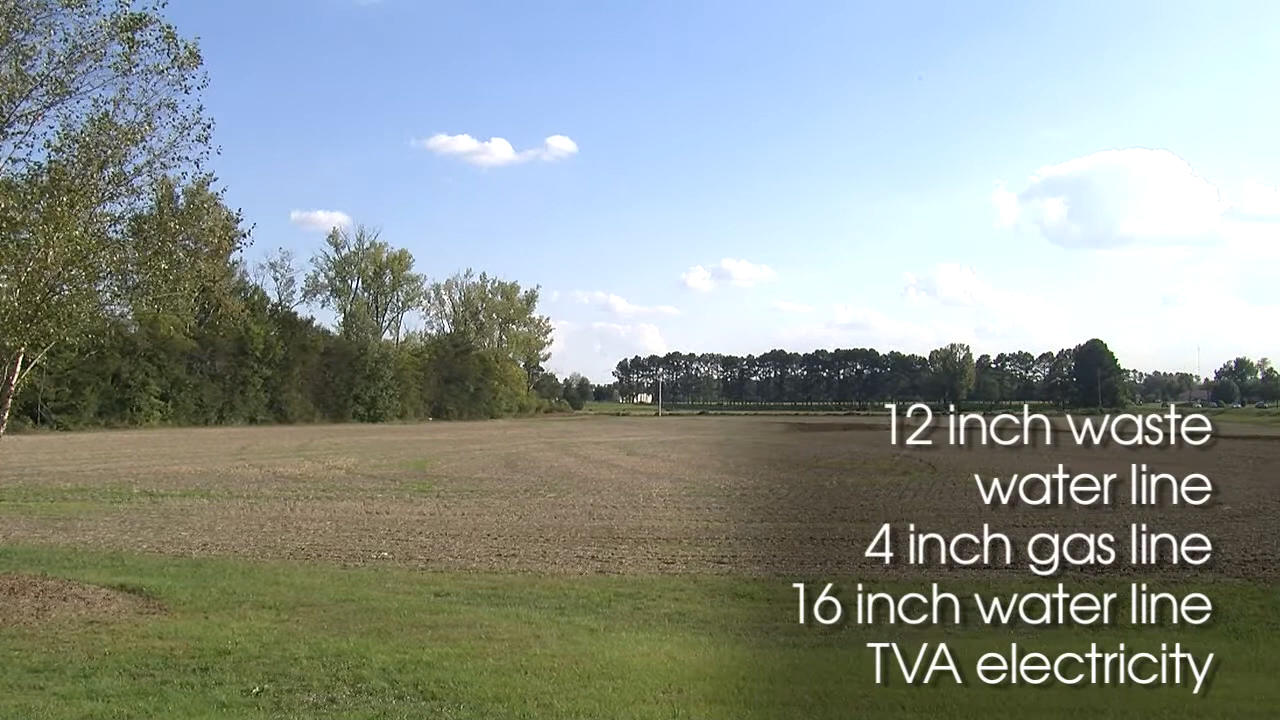 12 inch waste
water line
4 inch gas line
16 inch water line
TVA electricity